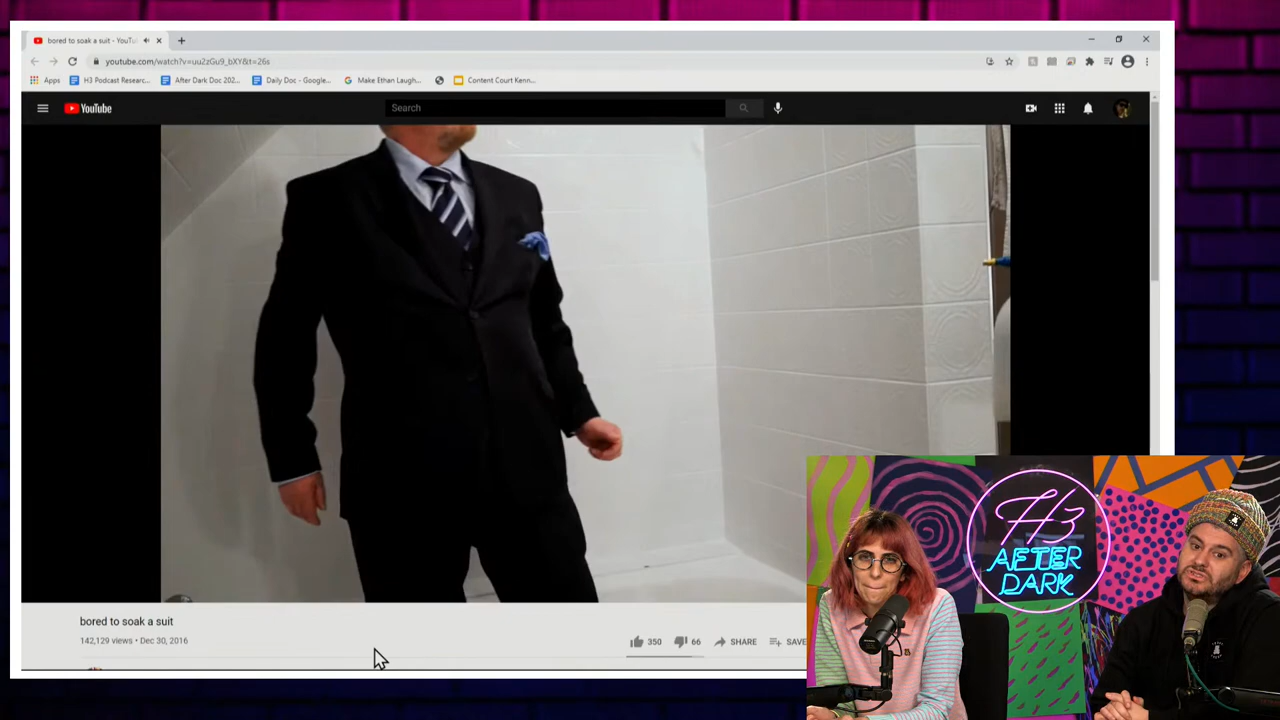 bored to soak a suit - YouTu
youtube.com/watch?v=uu2zGu9_bXY&t=26s
Apps
H3 Podcast Researc...
After Dark Doc 202...
Daily Doc - Google...
Make Ethan Laugh...
Content Court Kenn...
YouTube
Search
bored to soak a suit
142,129 views • Dec 30, 2016
350
66
SHARE
SAVE
H3
AFTER
DARK